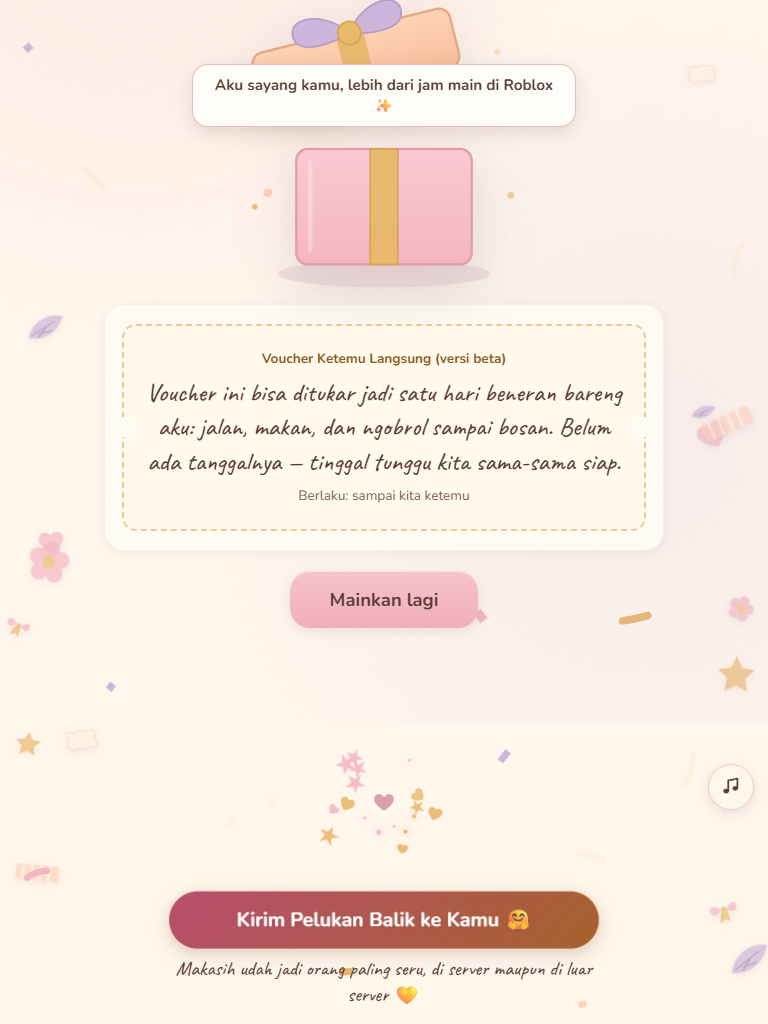 Aku sayang kamu, lebih dari jam main di Roblox
✨
Voucher Ketemu Langsung (versi beta)
Voucher ini bisa ditukar jadi satu hari beneran bareng
aku: jalan, makan, dan ngobrol sampai bosan. Belum
ada tanggalnya — tinggal tunggu kita sama-sama siap.
Berlaku: sampai kita ketemu
Mainkan lagi
Kirim Pelukan Balik ke Kamu 🤗
Makasih udah jadi orang paling seru, di server maupun di luar
server 💛